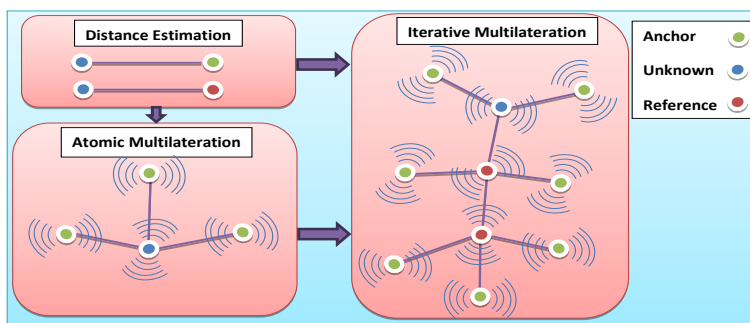 Distance Estimation
Iterative Multilateration
Anchor
Unknown
Reference
Atomic Multilateration